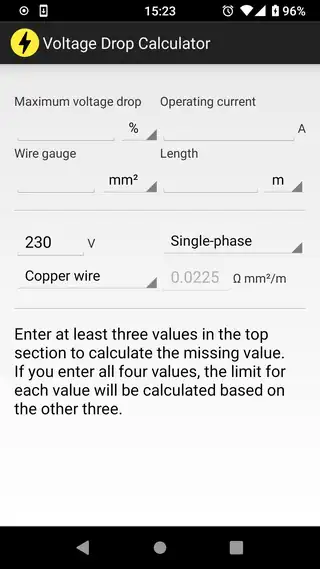 15:23 96%
Voltage Drop Calculator
Maximum voltage drop Operating current
% A
Wire gauge Length
mm² m
230 V Single-phase
Copper wire 0.0225 Ω mm²/m
Enter at least three values in the top
section to calculate the missing value.
If you enter all four values, the limit for
each value will be calculated based on
the other three.